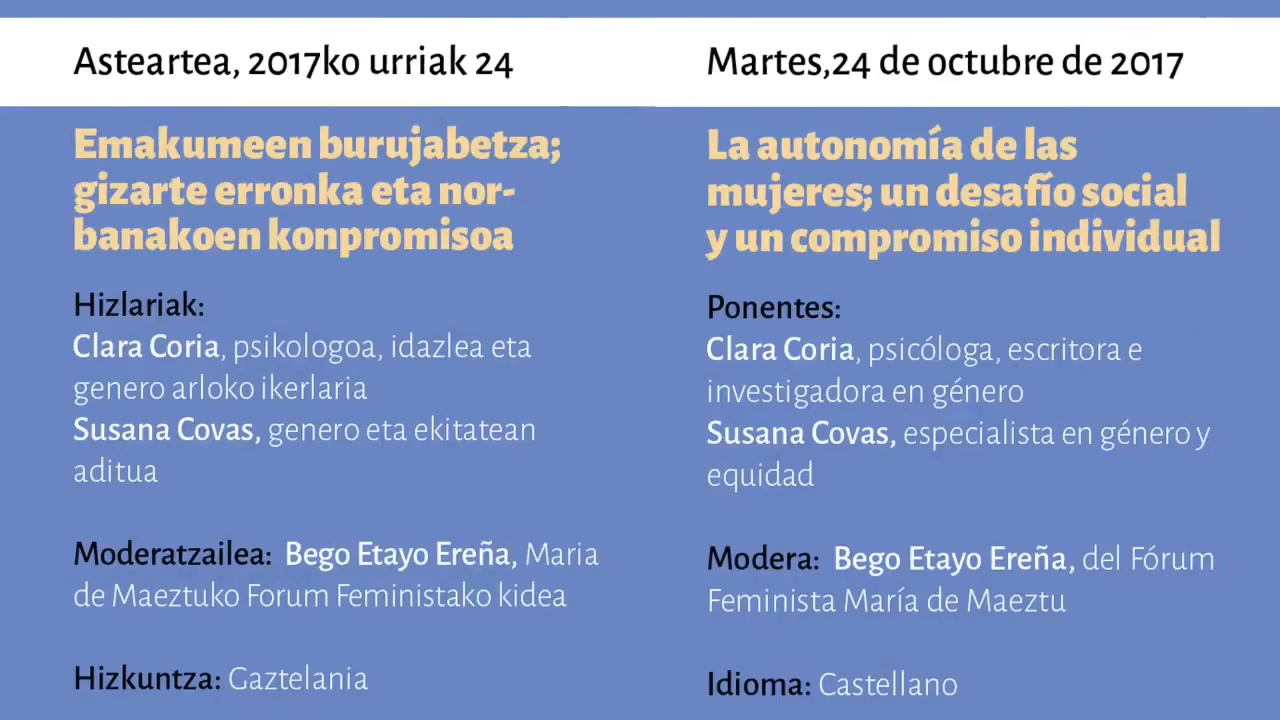 Asteartea, 2017ko urriak 24
Emakumeen burujabetza;
gizarte erronka eta nor-
banakoen konpromisoa
Hizlariak:
Clara Coria, psikologoa, idazlea eta
genero arloko ikerlaria
Susana Covas, genero eta ekitatean
aditua
Moderatzailea: Bego Etayo Ereña, Maria
de Maeztuko Forum Feministako kidea
Hizkuntza: Gaztelania
Martes,24 de octubre de 2017
La autonomía de las
mujeres; un desafío social
y un compromiso individual
Ponentes:
Clara Coria, psicóloga, escritora e
investigadora en género
Susana Covas, especialista en género y
equidad
Modera: Bego Etayo Ereña, del Fórum
Feminista María de Maeztu
Idioma: Castellano